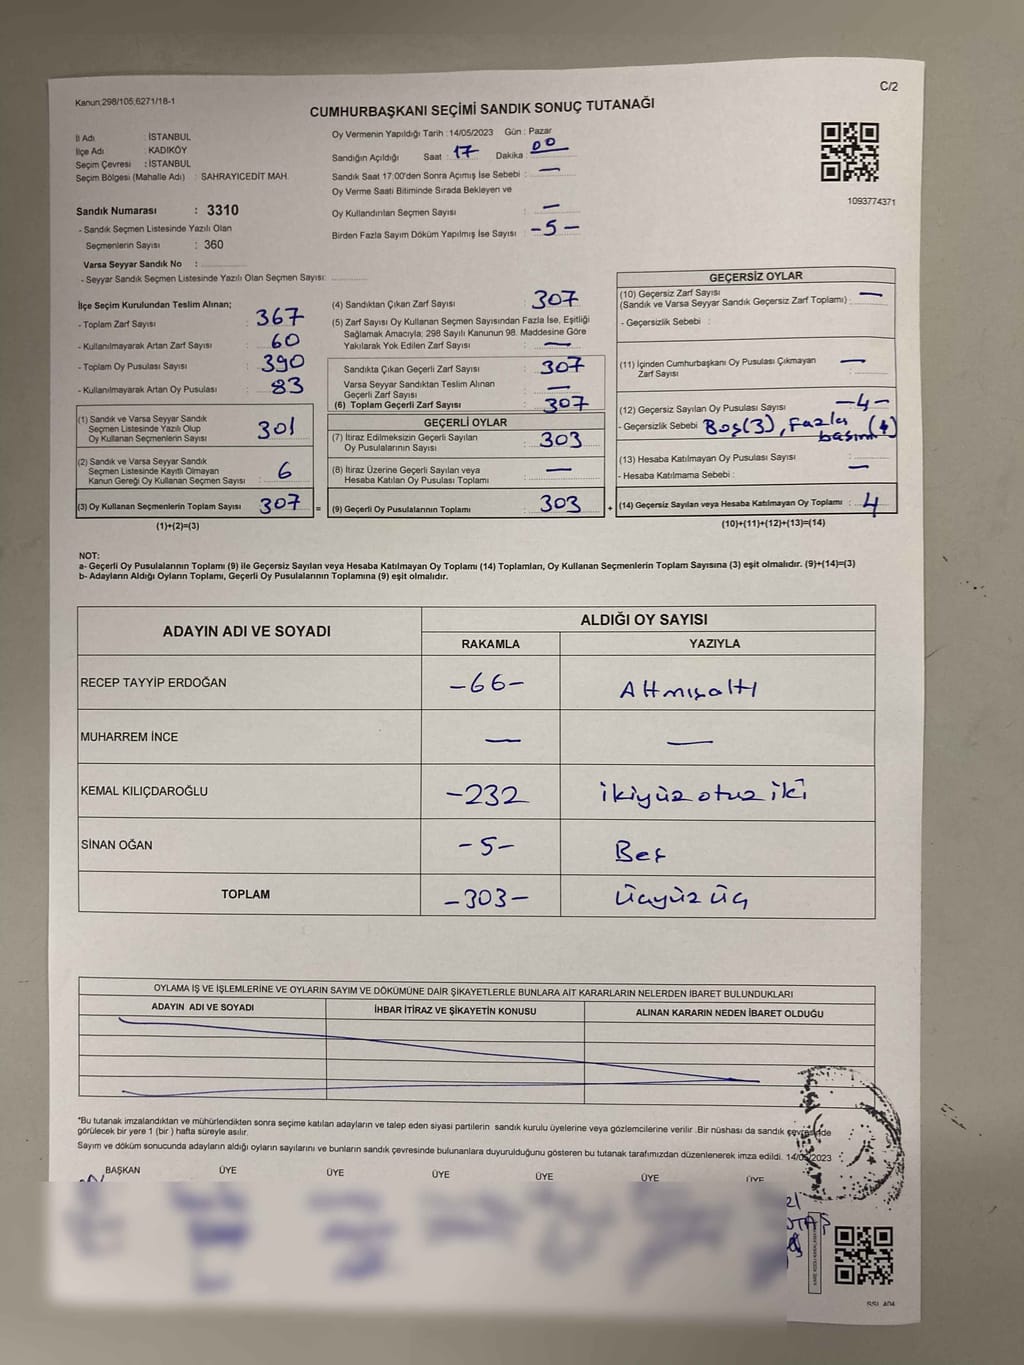 C/2
Kanun;298/105,6271/18-1
CUMHURBAŞKANI SEÇİMİ SANDIK SONUÇ TUTANAĞI
İl Adı : İSTANBUL
İlçe Adı : KADIKÖY
Seçim Çevresi : İSTANBUL
Seçim Bölgesi (Mahalle Adı) : SAHRAYICEDİT MAH.
Sandık Numarası : 3310
- Sandık Seçmen Listesinde Yazılı Olan
Seçmenlerin Sayısı : 360
Varsa Seyyar Sandık No :
- Seyyar Sandık Seçmen Listesinde Yazılı Olan Seçmen Sayısı:
Oy Vermenin Yapıldığı Tarih :14/05/2023 Gün : Pazar
Sandığın Açıldığı Saat : 17 Dakika : 00
Sandık Saat 17:00'den Sonra Açımış İse Sebebi : —
Oy Verme Saati Bitiminde Sırada Bekleyen ve
Oy Kullandırılan Seçmen Sayısı : —
Birden Fazla Sayım Döküm Yapılmış İse Sayısı : -5-
1093774371
İlçe Seçim Kurulundan Teslim Alınan;
- Toplam Zarf Sayısı : 367
- Kullanılmayarak Artan Zarf Sayısı : 60
- Toplam Oy Pusulası Sayısı : 390
- Kullanılmayarak Artan Oy Pusulası : 83
(1) Sandık ve Varsa Seyyar Sandık
Seçmen Listesinde Yazılı Olup
Oy Kullanan Seçmenlerin Sayısı : 301
(2) Sandık ve Varsa Seyyar Sandık
Seçmen Listesinde Kayıtlı Olmayan
Kanun Gereği Oy Kullanan Seçmen Sayısı : 6
(3) Oy Kullanan Seçmenlerin Toplam Sayısı : 307 =
(1)+(2)=(3)
(4) Sandıktan Çıkan Zarf Sayısı : 307
(5) Zarf Sayısı Oy Kullanan Seçmen Sayısından Fazla İse, Eşitliği
Sağlamak Amacıyla; 298 Sayılı Kanunun 98. Maddesine Göre
Yakılarak Yok Edilen Zarf Sayısı : —
Sandıkta Çıkan Geçerli Zarf Sayısı : 307
Varsa Seyyar Sandıktan Teslim Alınan
Geçerli Zarf Sayısı : —
(6) Toplam Geçerli Zarf Sayısı : 307
GEÇERLİ OYLAR
(7) İtiraz Edilmeksizin Geçerli Sayılan
Oy Pusulalarının Sayısı : 303
(8) İtiraz Üzerine Geçerli Sayılan veya
Hesaba Katılan Oy Pusulası Toplamı : —
(9) Geçerli Oy Pusulalarının Toplamı : 303 +
GEÇERSİZ OYLAR
(10) Geçersiz Zarf Sayısı
(Sandık ve Varsa Seyyar Sandık Geçersiz Zarf Toplamı) : —
- Geçersizlik Sebebi :
(11) İçinden Cumhurbaşkanı Oy Pusulası Çıkmayan
Zarf Sayısı : —
(12) Geçersiz Sayılan Oy Pusulası Sayısı : -4-
- Geçersizlik Sebebi : Boş(3), Fazla
(13) Hesaba Katılmayan Oy Pusulası Sayısı : —
- Hesaba Katılmama Sebebi :
(14) Geçersiz Sayılan veya Hesaba Katılmayan Oy Toplamı : 4
(10)+(11)+(12)+(13)=(14)
NOT:
a- Geçerli Oy Pusulalarının Toplamı (9) ile Geçersiz Sayılan veya Hesaba Katılmayan Oy Toplamı (14) Toplamları, Oy Kullanan Seçmenlerin Toplam Sayısına (3) eşit olmalıdır. (9)+(14)=(3)
b- Adayların Aldığı Oyların Toplamı, Geçerli Oy Pusulalarının Toplamına (9) eşit olmalıdır.
ADAYIN ADI VE SOYADI
ALDIĞI OY SAYISI
RAKAMLA YAZIYLA
RECEP TAYYİP ERDOĞAN -66- Altmışaltı
MUHARREM İNCE — —
KEMAL KILIÇDAROĞLU -232 ikiyüzotuziki
SİNAN OĞAN -5- Beş
TOPLAM -303- Üçyüzüç
OYLAMA İŞ VE İŞLEMLERİNE VE OYLARIN SAYIM VE DÖKÜMÜNE DAİR ŞİKAYETLERLE BUNLARA AİT KARARLARIN NELERDEN İBARET BULUNDUKLARI
ADAYIN ADI VE SOYADI İHBAR İTİRAZ VE ŞİKAYETİN KONUSU ALINAN KARARIN NEDEN İBARET OLDUĞU
*Bu tutanak imzalandıktan ve mühürlendikten sonra seçime katılan adayların ve talep eden siyasi partilerin sandık kurulu üyelerine veya gözlemcilerine verilir .Bir nüshası da sandık çevresinde
görülecek bir yere 1 (bir ) hafta süreyle asılır.
Sayım ve döküm sonucunda adayların aldığı oyların sayılarını ve bunların sandık çevresinde bulunanlara duyurulduğunu gösteren bu tutanak tarafımızdan düzenlenerek imza edildi. 14/05/2023
BAŞKAN ÜYE ÜYE ÜYE ÜYE ÜYE ÜYE